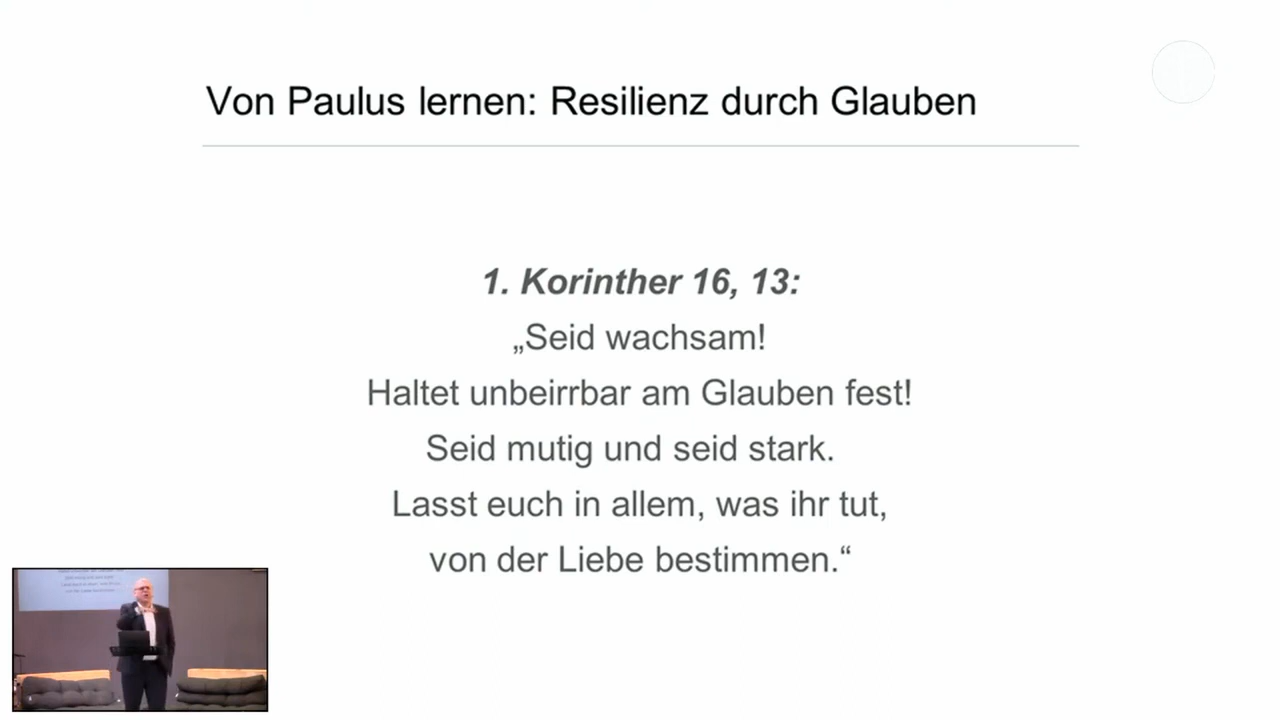 Von Paulus lernen: Resilienz durch Glauben
1. Korinther 16, 13:
„Seid wachsam!
Haltet unbeirrbar am Glauben fest!
Seid mutig und seid stark.
Lasst euch in allem, was ihr tut,
von der Liebe bestimmen.“